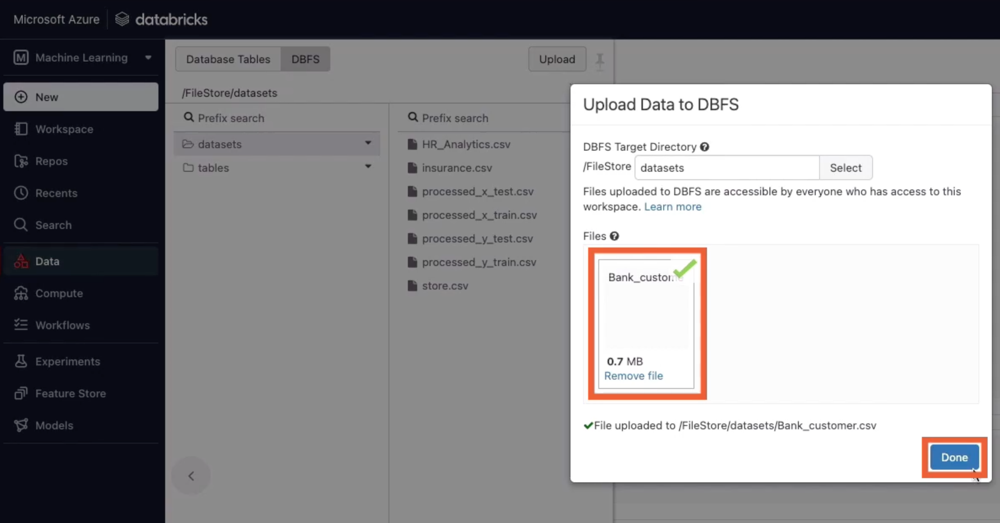 Microsoft Azure databricks
Machine Learning
New
Workspace
Repos
Recents
Search
Data
Compute
Workflows
Experiments
Feature Store
Models
Database Tables
DBFS
Upload
/FileStore/datasets
Prefix search
datasets
tables
Prefix search
HR_Analytics.csv
insurance.csv
processed_x_test.csv
processed_x_train.csv
processed_y_test.csv
processed_y_train.csv
store.csv
Upload Data to DBFS
DBFS Target Directory
/FileStore datasets Select
Files uploaded to DBFS are accessible by everyone who has access to this
workspace. Learn more
Files
Bank_custome
0.7 MB
Remove file
File uploaded to /FileStore/datasets/Bank_customer.csv
Done